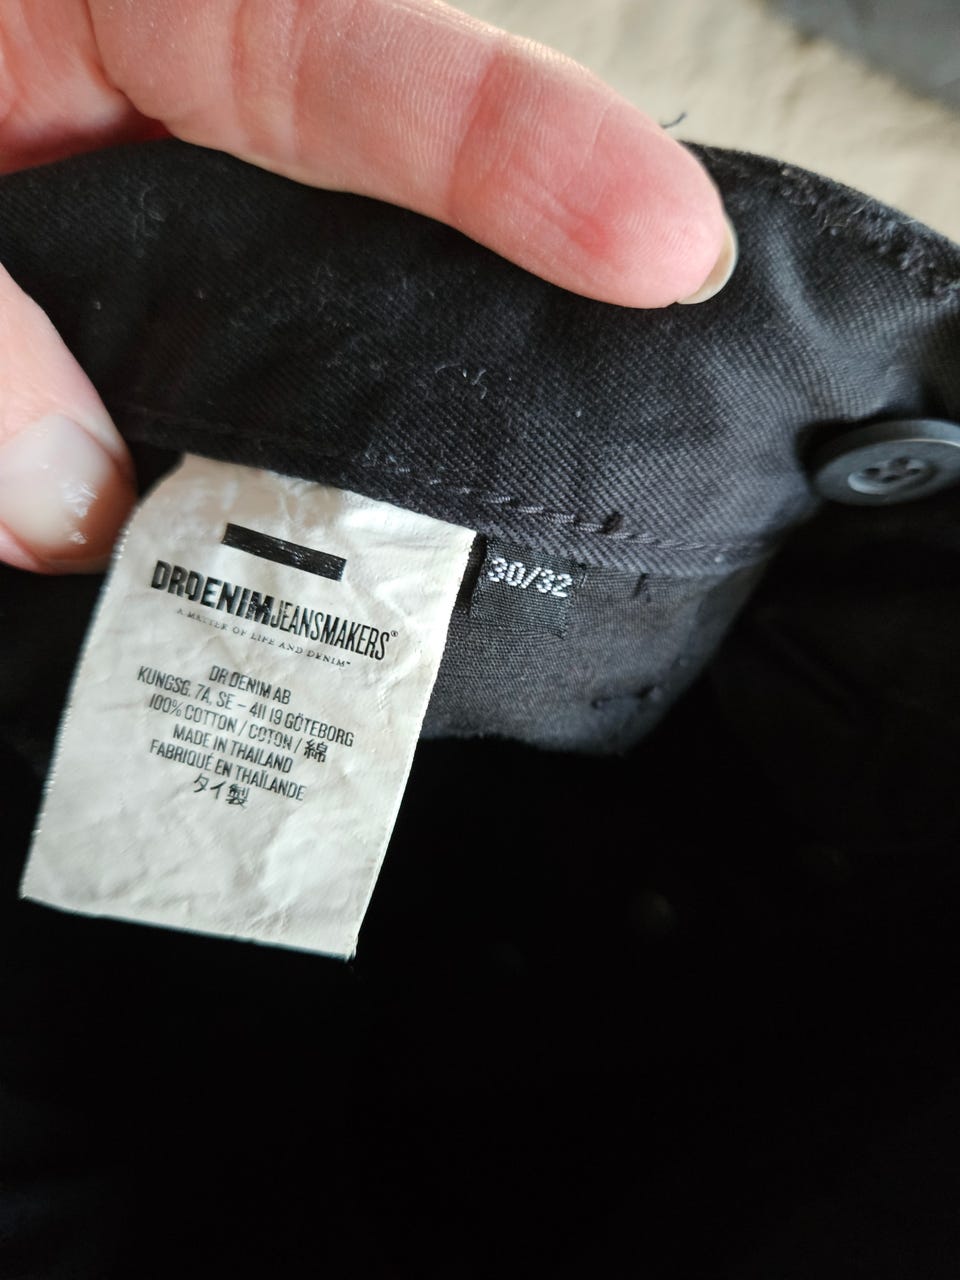 DRDENIMJEANSMAKERS®
A MATTER OF LIFE AND DENIM™
DR DENIM AB
KUNGSG. 7A, SE – 411 19 GÖTEBORG
100% COTTON / COTON / 綿
MADE IN THAILAND
FABRIQUÉ EN THAÏLANDE
タイ製
30/32